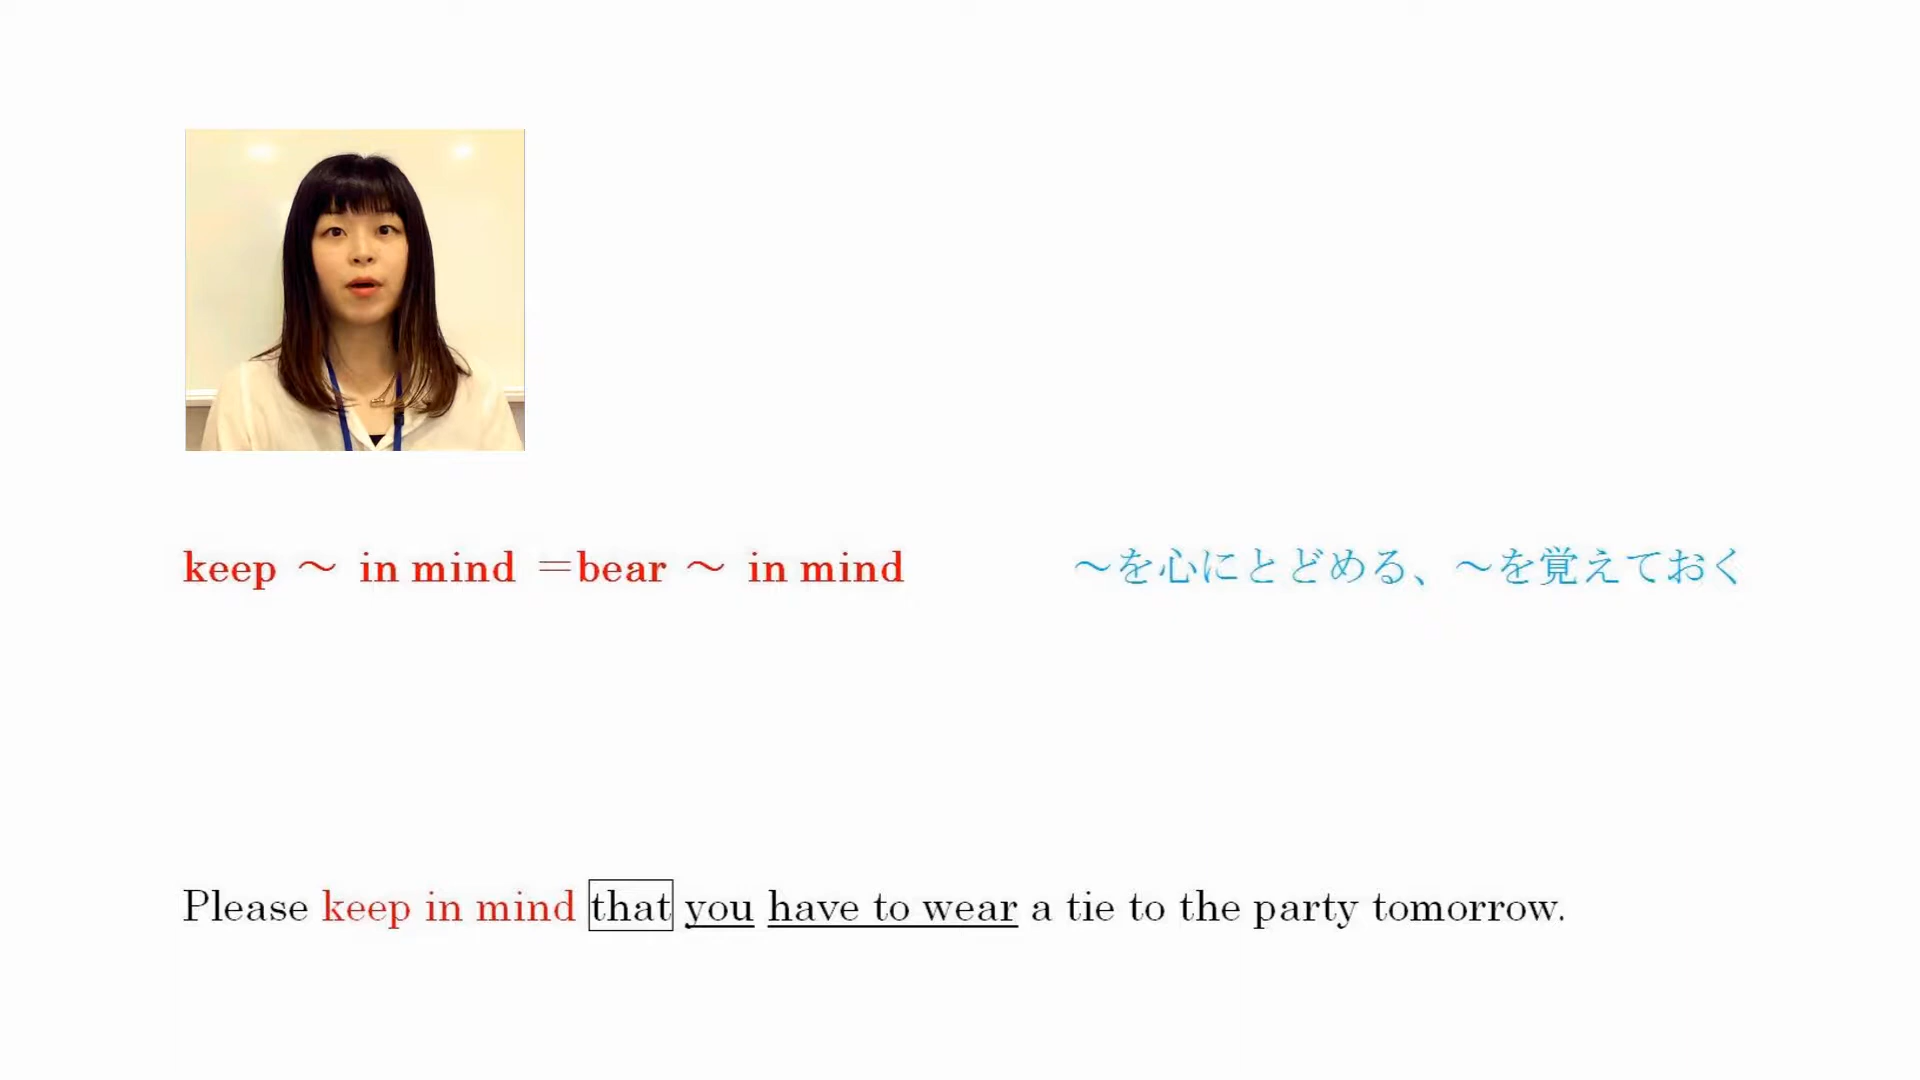 keep ～ in mind ＝bear ～ in mind ～を心にとどめる、～を覚えておく
Please keep in mind that you have to wear a tie to the party tomorrow.